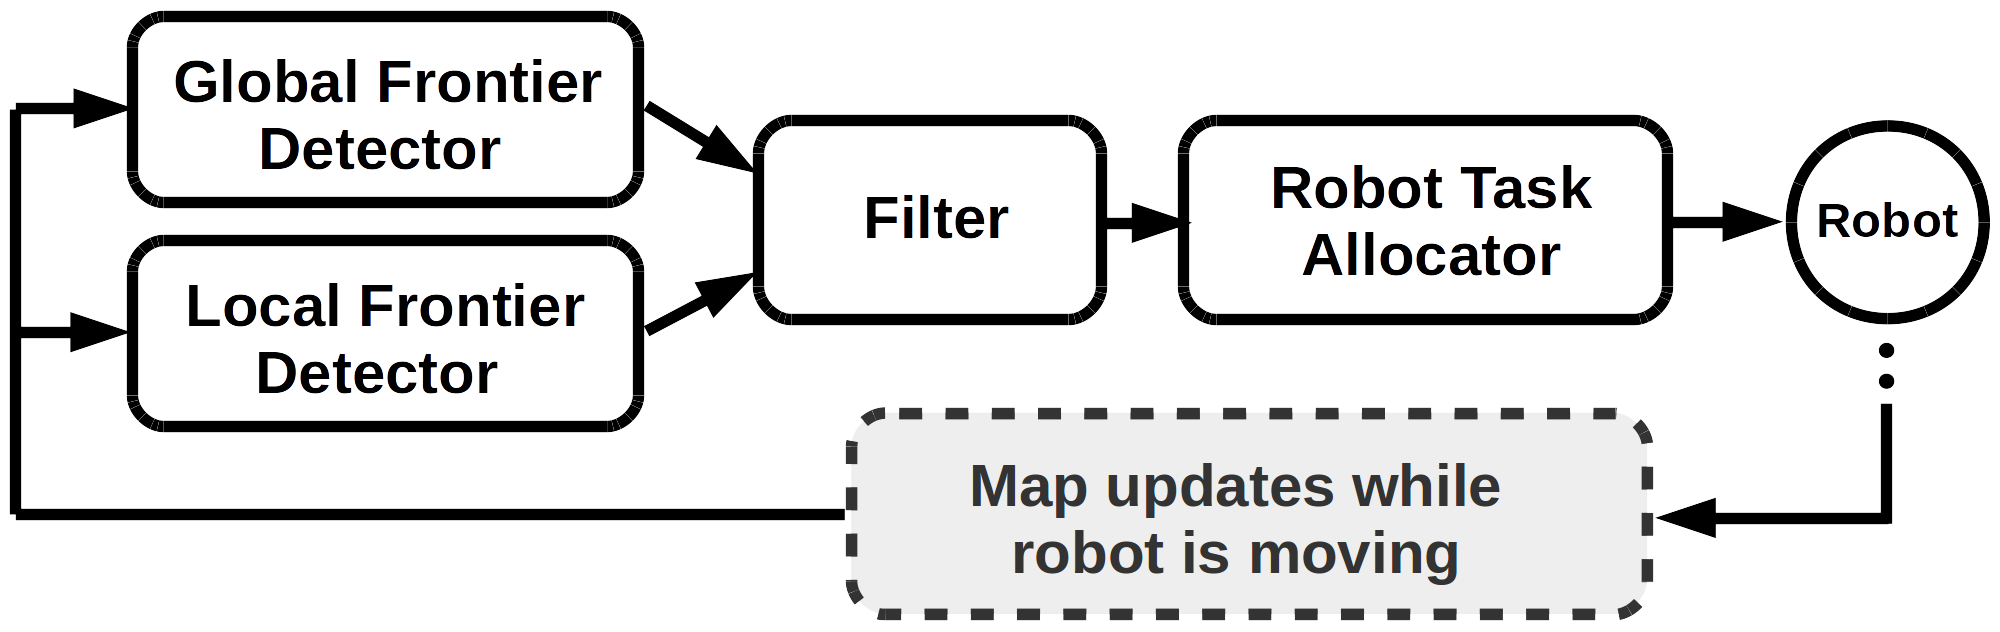 Global Frontier
Detector
Local Frontier
Detector
Filter
Robot Task
Allocator
Robot
Map updates while
robot is moving